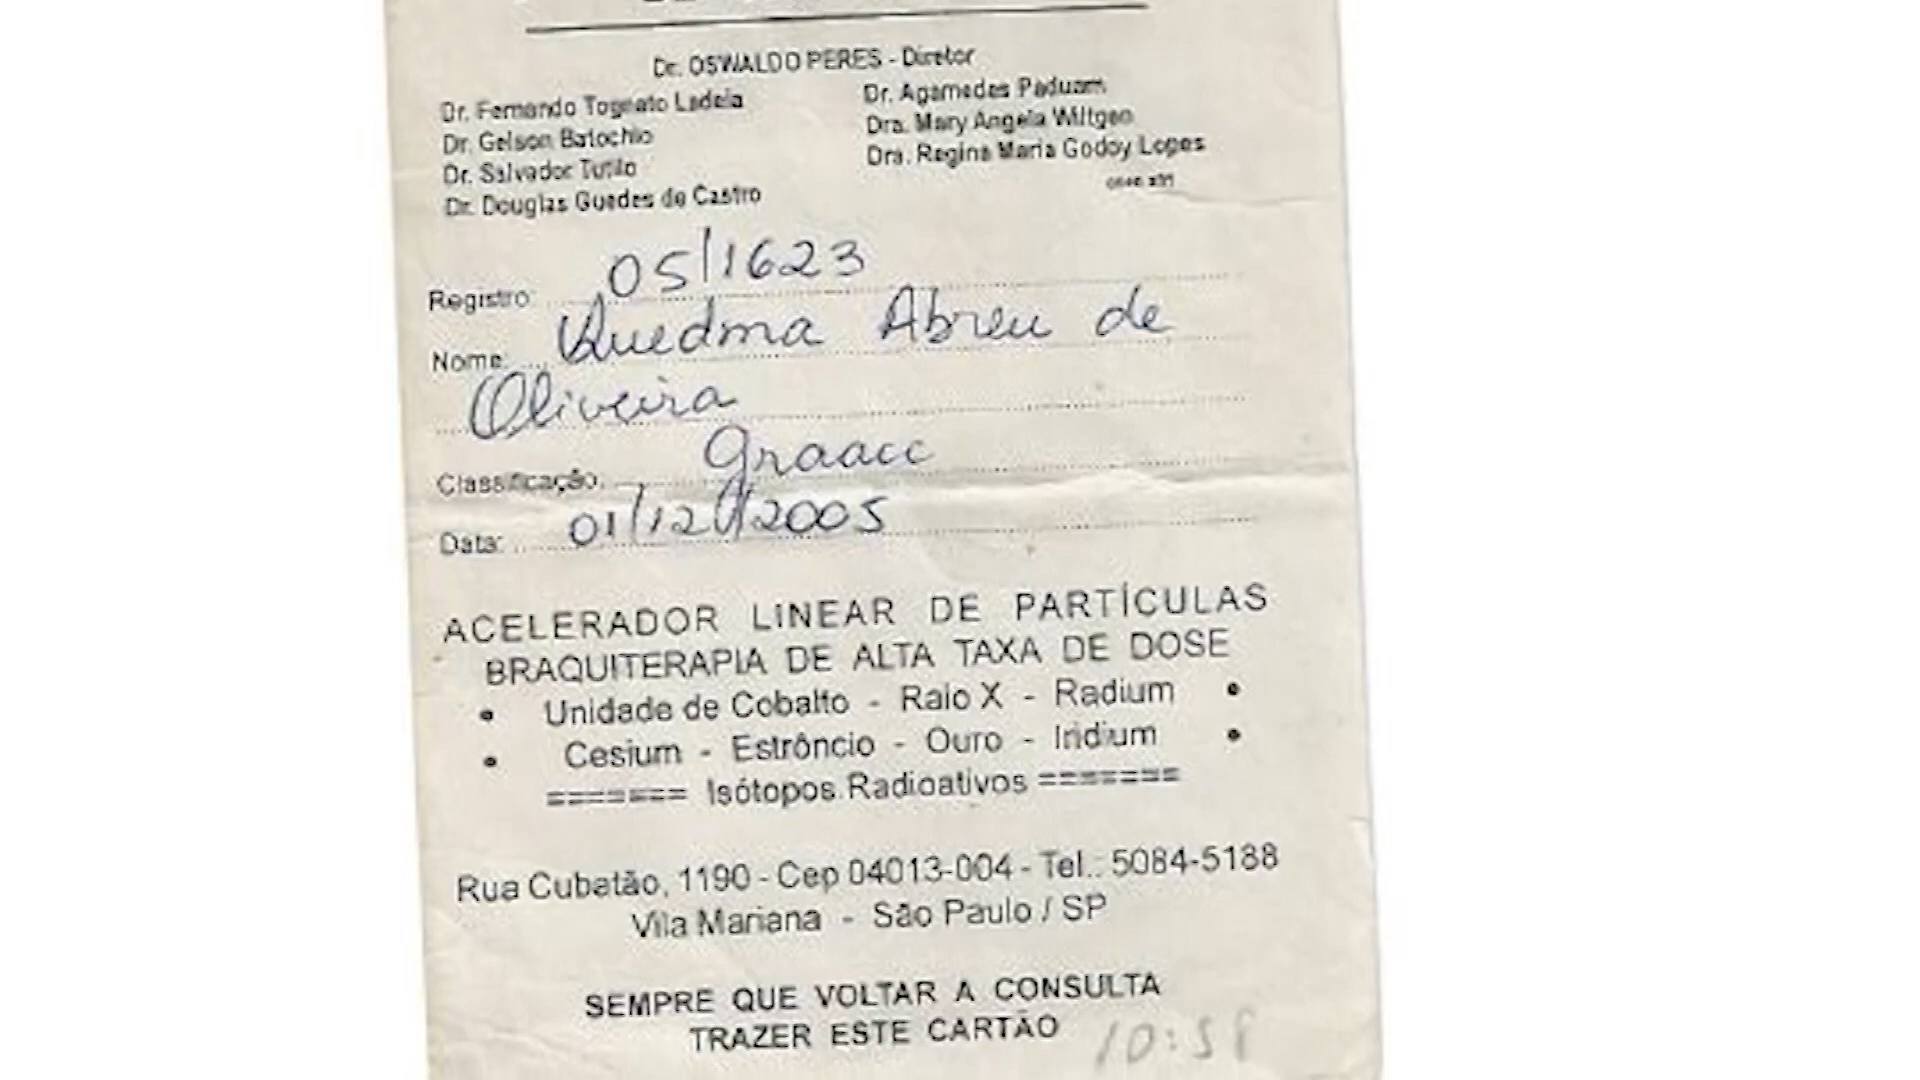 Dr. OSWALDO PERES - Diretor
Dr. Fernando Tognato Ladeia
Dr. Gelson Batochio
Dr. Salvador Tutilo
Dr. Douglas Guedes de Castro
Dr. Agamedes Paduam
Dra. Mary Angela Wiltgen
Dra. Regina Maria Godoy Lopes
Registro: 05/1623
Nome: Quedma Abreu de
Oliveira
Classificação: Graacc
Data: 01/12/2005
ACELERADOR LINEAR DE PARTÍCULAS
BRAQUITERAPIA DE ALTA TAXA DE DOSE
• Unidade de Cobalto - Raio X - Radium •
• Cesium - Estrôncio - Ouro - Iridium •
======= Isótopos Radioativos =======
Rua Cubatão, 1190 - Cep 04013-004 - Tel.: 5084-5188
Vila Mariana - São Paulo / SP
SEMPRE QUE VOLTAR A CONSULTA
TRAZER ESTE CARTÃO